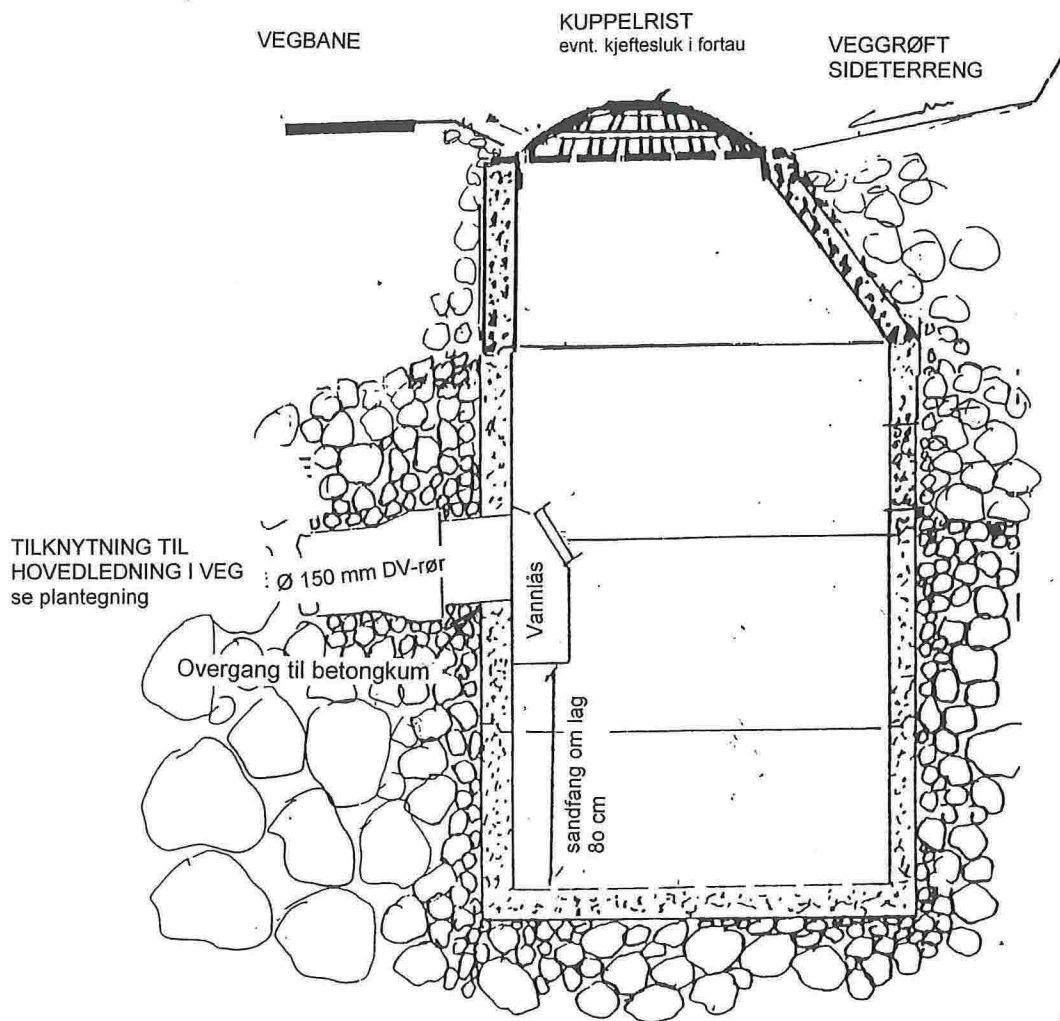 VEGBANE
KUPPELRIST
evnt. kjeftesluk i fortau
VEGGRØFT
SIDETERRENG
TILKNYTNING TIL
HOVEDLEDNING I VEG
se plantegning
Ø 150 mm DV-rør
Vannlås
Overgang til betongkum
sandfang om lag
80 cm